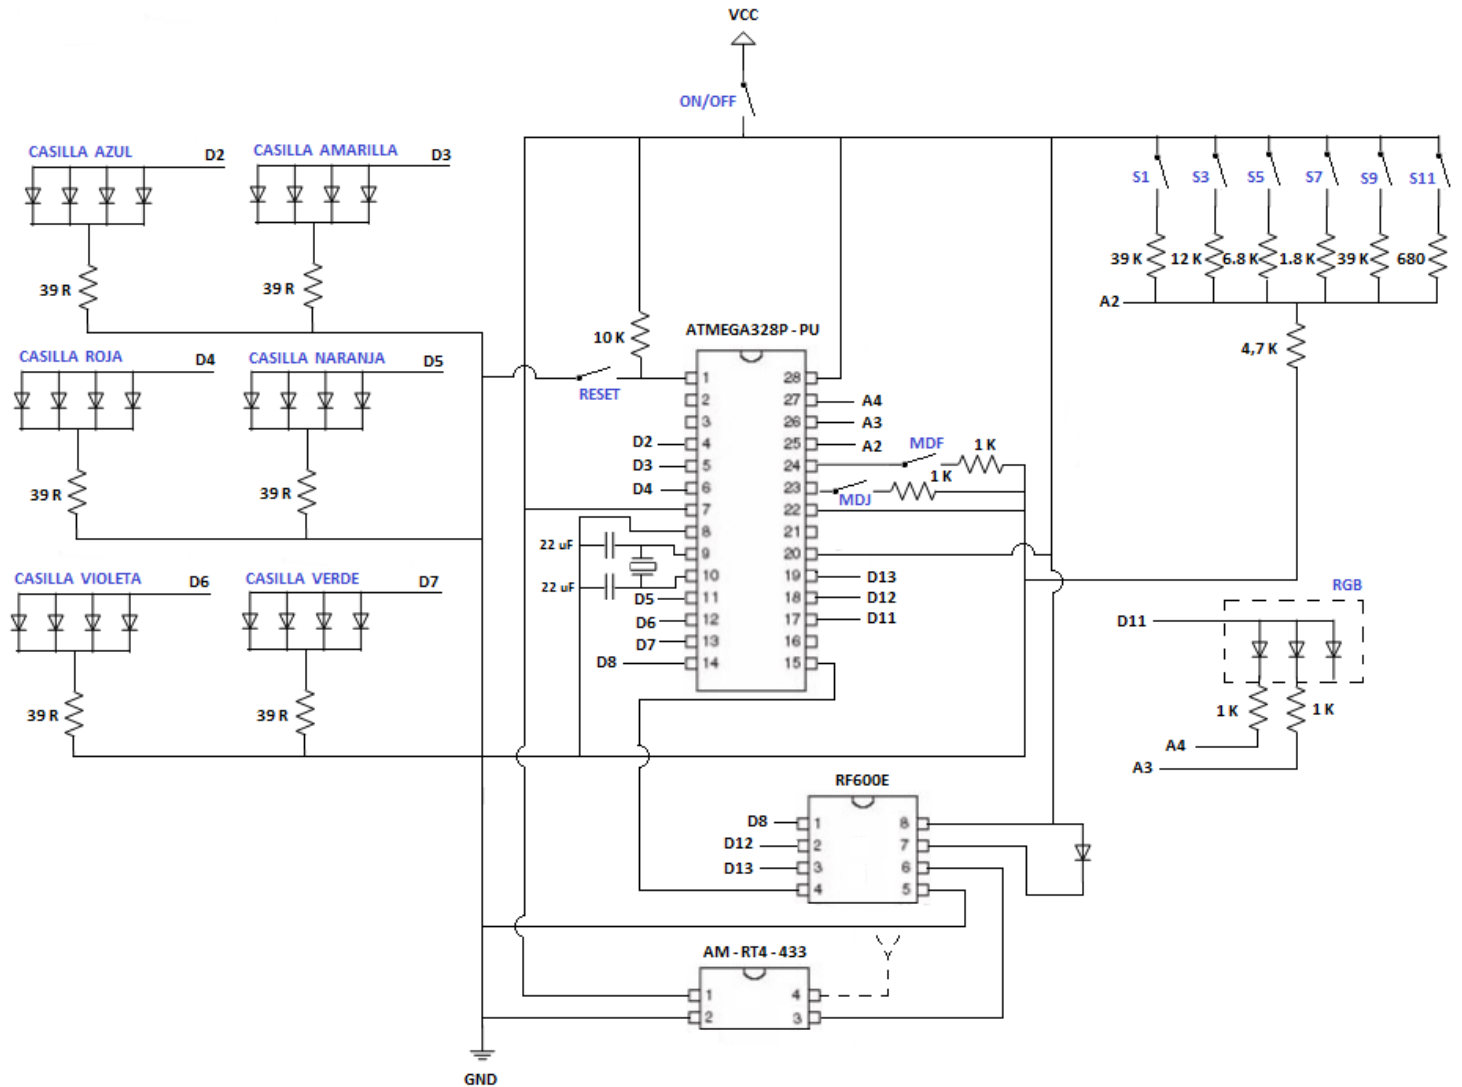 VCC
ON/OFF
CASILLA AZUL
D2
CASILLA AMARILLA
D3
39 R
39 R
CASILLA ROJA
D4
CASILLA NARANJA
D5
39 R
39 R
CASILLA VIOLETA
D6
CASILLA VERDE
D7
39 R
39 R
S1
S3
S5
S7
S9
S11
39 K
12 K
6.8 K
1.8 K
39 K
680
A2
4,7 K
10 K
RESET
ATMEGA328P - PU
1
2
3
4
5
6
7
8
9
10
11
12
13
14
28
27
26
25
24
23
22
21
20
19
18
17
16
15
D2
D3
D4
22 uF
22 uF
D5
D6
D7
D8
A4
A3
A2
MDF
1 K
MDJ
1 K
D13
D12
D11
RGB
D11
1 K
1 K
A4
A3
RF600E
D8
D12
D13
1
2
3
4
8
7
6
5
AM - RT4 - 433
1
2
4
3
GND